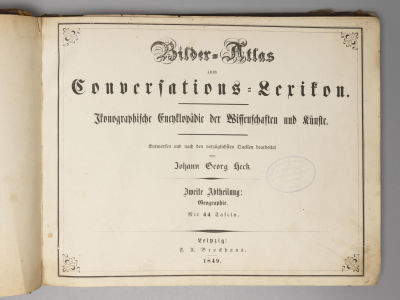 Bilder-Atlas
zum
Conversations-Lexikon.
Ikonographische Encyklopädie der Wissenschaften und Künste.
Entworfen und nach den vorzüglichsten Quellen bearbeitet
von
Johann Georg Heck
Zweite Abtheilung:
Geographie.
Mit 44 Tafeln.
Leipzig:
F. A. Brockhaus.
1849.